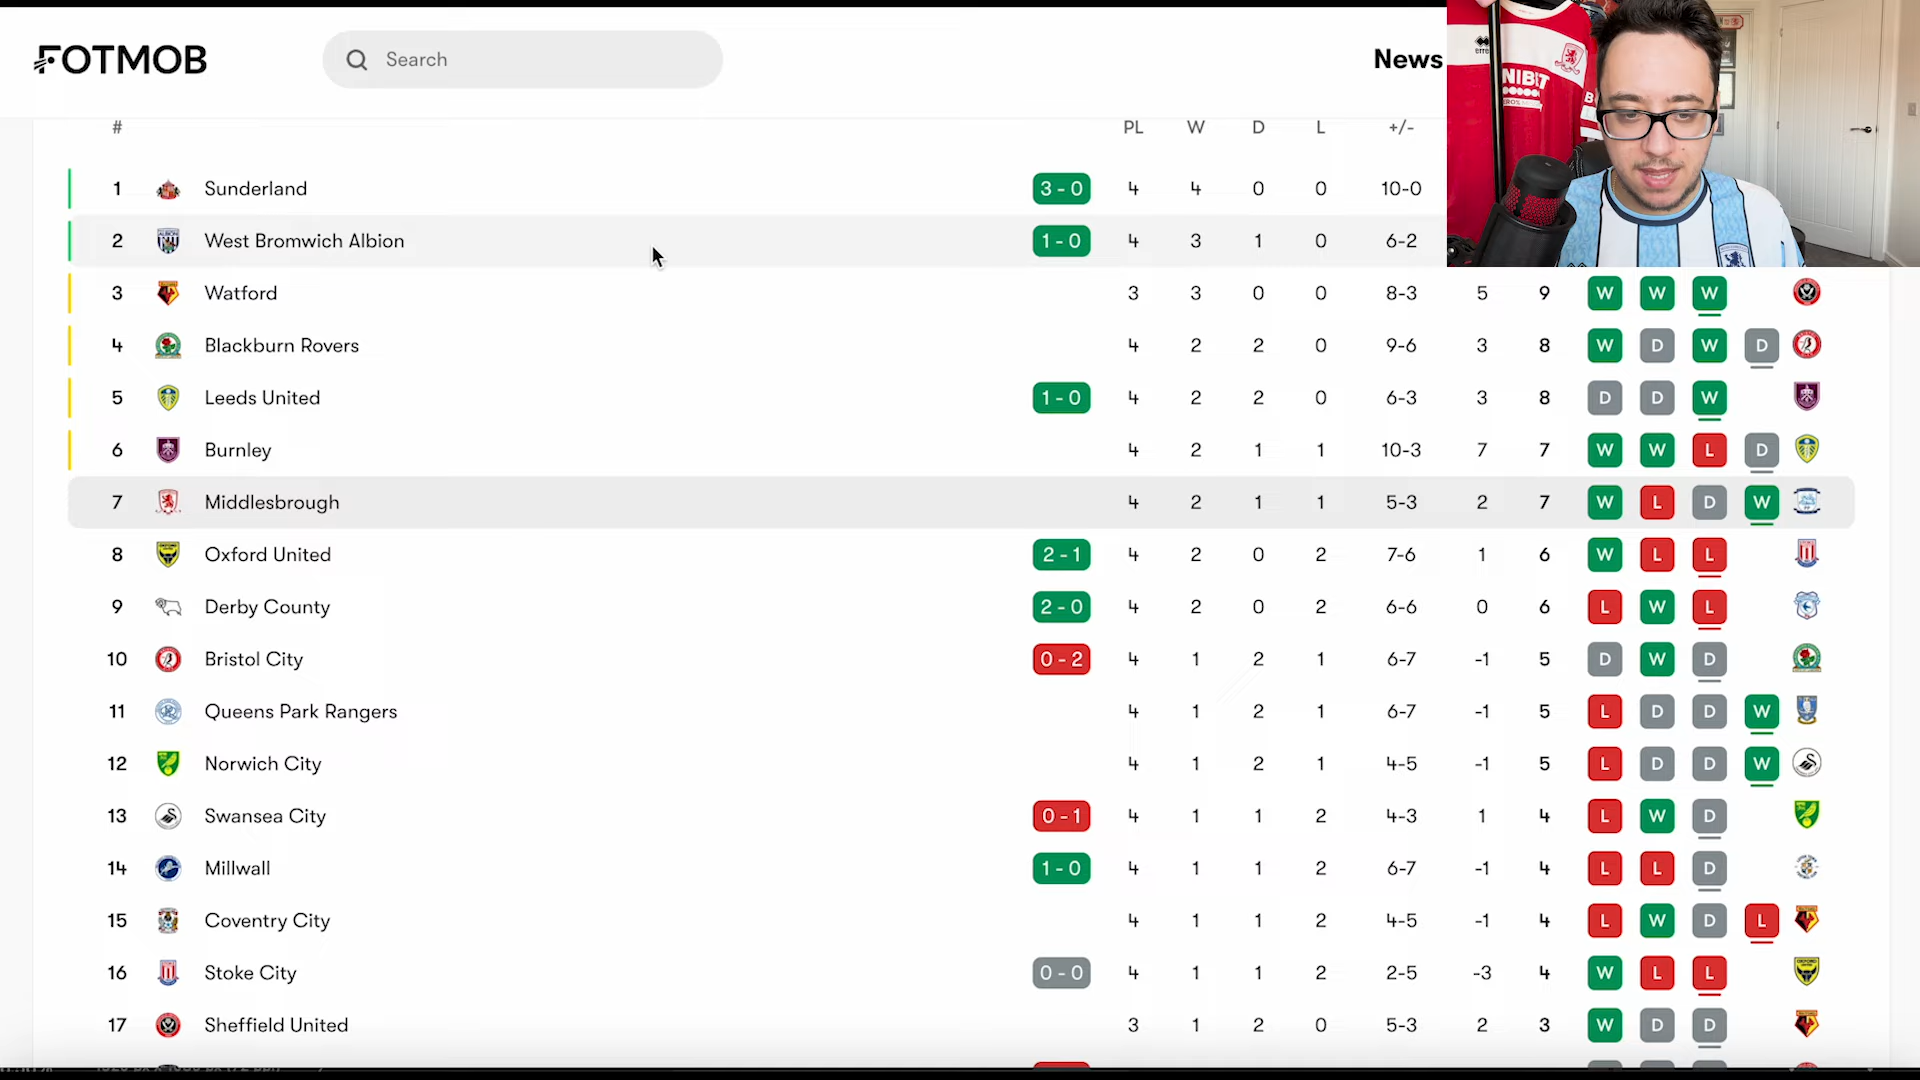 FOTMOB Search News
# PL W D L +/-
1 Sunderland 3 - 0 4 4 0 0 10-0
2 West Bromwich Albion 1 - 0 4 3 1 0 6-2
3 Watford 3 3 0 0 8-3 5 9 W W W
4 Blackburn Rovers 4 2 2 0 9-6 3 8 W D W D
5 Leeds United 1 - 0 4 2 2 0 6-3 3 8 D D W
6 Burnley 4 2 1 1 10-3 7 7 W W L D
7 Middlesbrough 4 2 1 1 5-3 2 7 W L D W
8 Oxford United 2 - 1 4 2 0 2 7-6 1 6 W L L
9 Derby County 2 - 0 4 2 0 2 6-6 0 6 L W L
10 Bristol City 0 - 2 4 1 2 1 6-7 -1 5 D W D
11 Queens Park Rangers 4 1 2 1 6-7 -1 5 L D D W
12 Norwich City 4 1 2 1 4-5 -1 5 L D D W
13 Swansea City 0 - 1 4 1 1 2 4-3 1 4 L W D
14 Millwall 1 - 0 4 1 1 2 6-7 -1 4 L L D
15 Coventry City 4 1 1 2 4-5 -1 4 L W D L
16 Stoke City 0 - 0 4 1 1 2 2-5 -3 4 W L L
17 Sheffield United 3 1 2 0 5-3 2 3 W D D